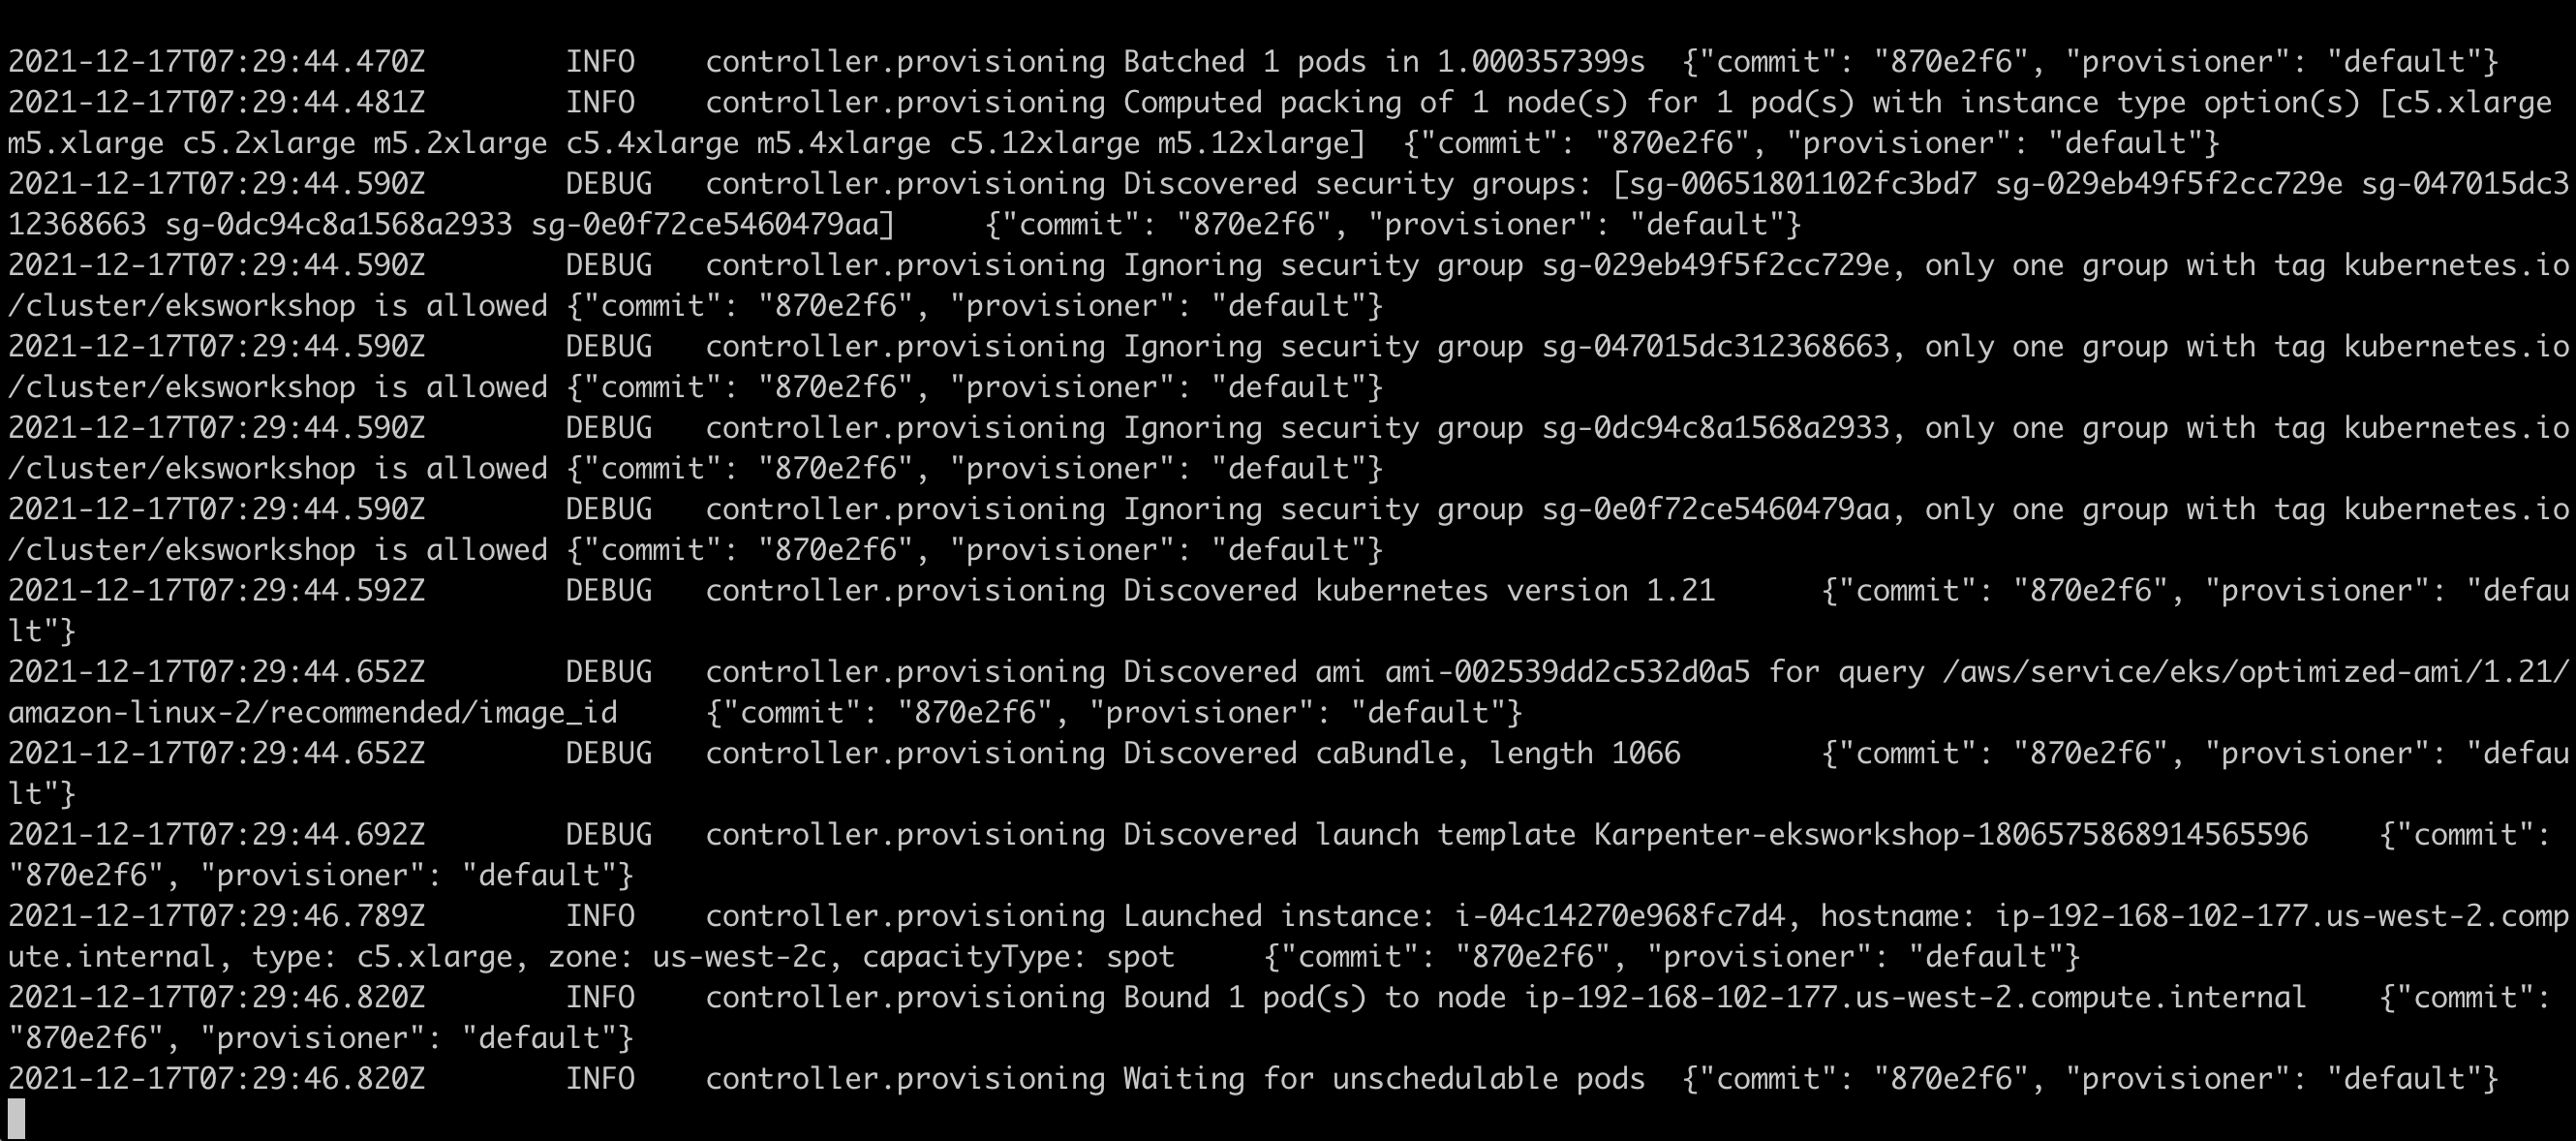 2021-12-17T07:29:44.470Z        INFO    controller.provisioning Batched 1 pods in 1.000357399s  {"commit": "870e2f6", "provisioner": "default"}
2021-12-17T07:29:44.481Z        INFO    controller.provisioning Computed packing of 1 node(s) for 1 pod(s) with instance type option(s) [c5.xlarge
m5.xlarge c5.2xlarge m5.2xlarge c5.4xlarge m5.4xlarge c5.12xlarge m5.12xlarge]  {"commit": "870e2f6", "provisioner": "default"}
2021-12-17T07:29:44.590Z        DEBUG   controller.provisioning Discovered security groups: [sg-00651801102fc3bd7 sg-029eb49f5f2cc729e sg-047015dc3
12368663 sg-0dc94c8a1568a2933 sg-0e0f72ce5460479aa]     {"commit": "870e2f6", "provisioner": "default"}
2021-12-17T07:29:44.590Z        DEBUG   controller.provisioning Ignoring security group sg-029eb49f5f2cc729e, only one group with tag kubernetes.io
/cluster/eksworkshop is allowed {"commit": "870e2f6", "provisioner": "default"}
2021-12-17T07:29:44.590Z        DEBUG   controller.provisioning Ignoring security group sg-047015dc312368663, only one group with tag kubernetes.io
/cluster/eksworkshop is allowed {"commit": "870e2f6", "provisioner": "default"}
2021-12-17T07:29:44.590Z        DEBUG   controller.provisioning Ignoring security group sg-0dc94c8a1568a2933, only one group with tag kubernetes.io
/cluster/eksworkshop is allowed {"commit": "870e2f6", "provisioner": "default"}
2021-12-17T07:29:44.590Z        DEBUG   controller.provisioning Ignoring security group sg-0e0f72ce5460479aa, only one group with tag kubernetes.io
/cluster/eksworkshop is allowed {"commit": "870e2f6", "provisioner": "default"}
2021-12-17T07:29:44.592Z        DEBUG   controller.provisioning Discovered kubernetes version 1.21      {"commit": "870e2f6", "provisioner": "defau
lt"}
2021-12-17T07:29:44.652Z        DEBUG   controller.provisioning Discovered ami ami-002539dd2c532d0a5 for query /aws/service/eks/optimized-ami/1.21/
amazon-linux-2/recommended/image_id     {"commit": "870e2f6", "provisioner": "default"}
2021-12-17T07:29:44.652Z        DEBUG   controller.provisioning Discovered caBundle, length 1066        {"commit": "870e2f6", "provisioner": "defau
lt"}
2021-12-17T07:29:44.692Z        DEBUG   controller.provisioning Discovered launch template Karpenter-eksworkshop-1806575868914565596    {"commit":
"870e2f6", "provisioner": "default"}
2021-12-17T07:29:46.789Z        INFO    controller.provisioning Launched instance: i-04c14270e968fc7d4, hostname: ip-192-168-102-177.us-west-2.comp
ute.internal, type: c5.xlarge, zone: us-west-2c, capacityType: spot     {"commit": "870e2f6", "provisioner": "default"}
2021-12-17T07:29:46.820Z        INFO    controller.provisioning Bound 1 pod(s) to node ip-192-168-102-177.us-west-2.compute.internal    {"commit":
"870e2f6", "provisioner": "default"}
2021-12-17T07:29:46.820Z        INFO    controller.provisioning Waiting for unschedulable pods  {"commit": "870e2f6", "provisioner": "default"}